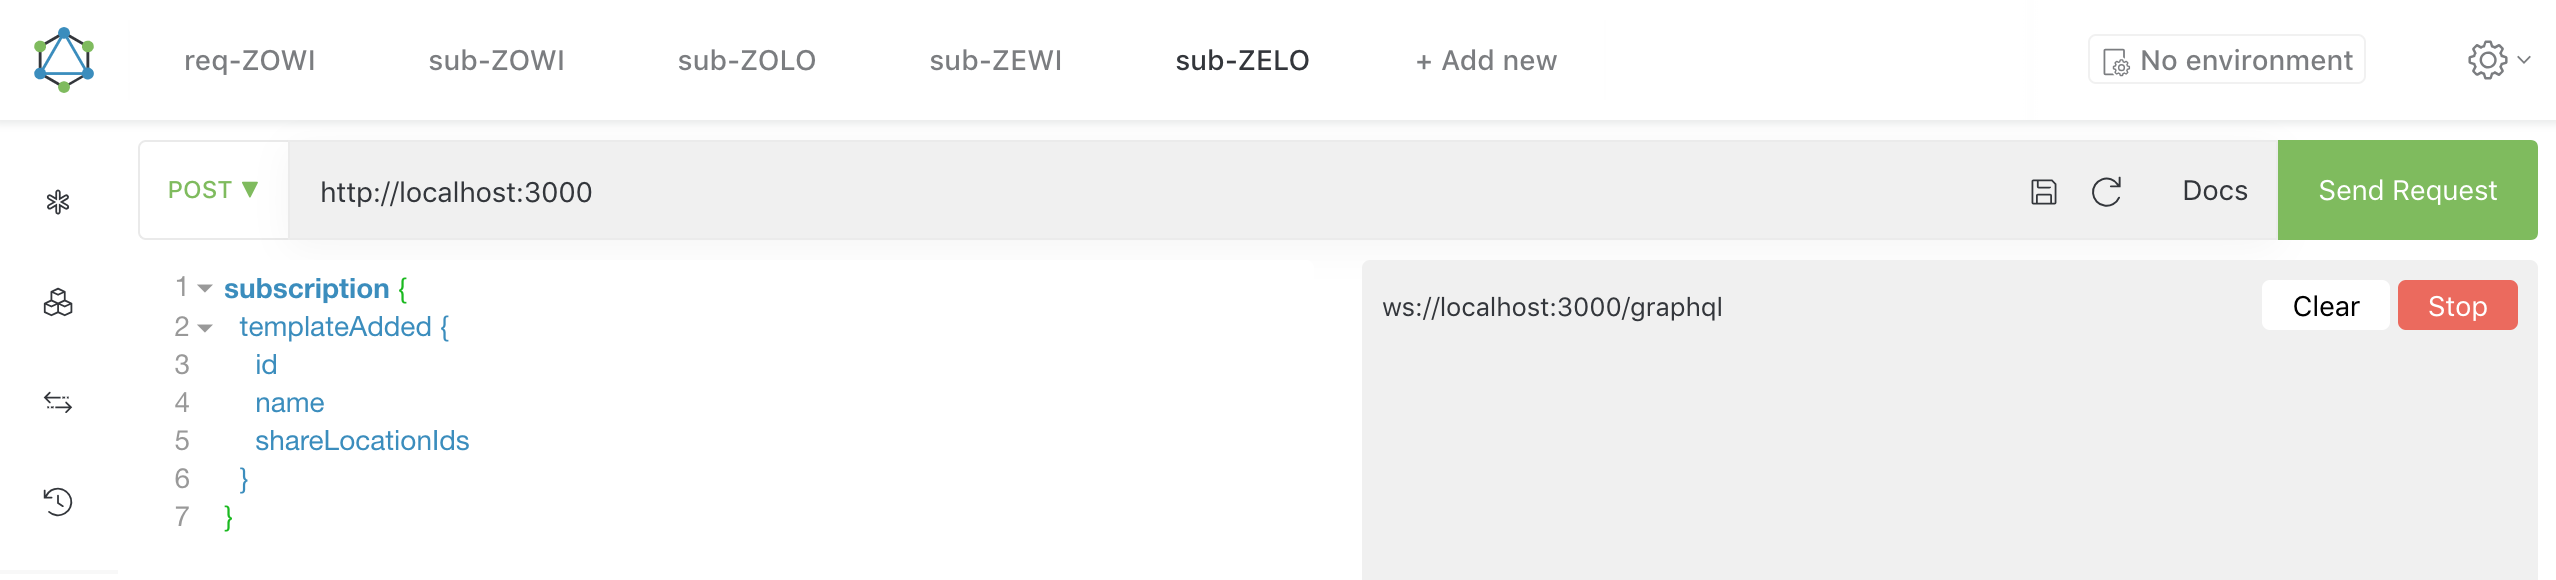 req-ZOWI sub-ZOWI sub-ZOLO sub-ZEWI sub-ZELO + Add new No environment
POST ▼ http://localhost:3000 Docs Send Request
1 subscription {
2 templateAdded {
3 id
4 name
5 shareLocationIds
6 }
7 }
ws://localhost:3000/graphql Clear Stop